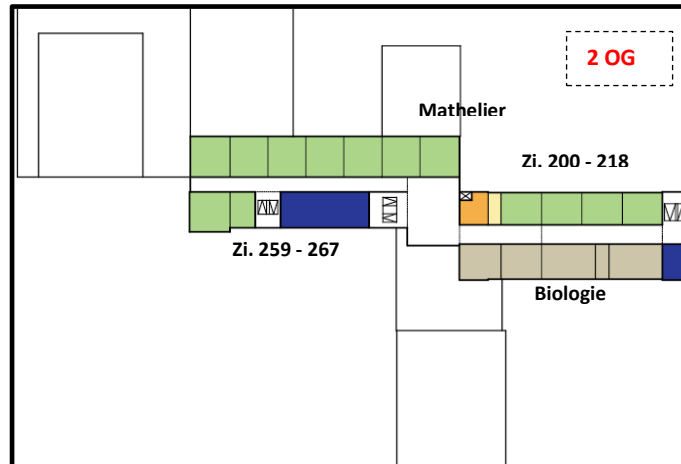 2 OG
Mathelier
Zi. 200 - 218
Zi. 259 - 267
Biologie